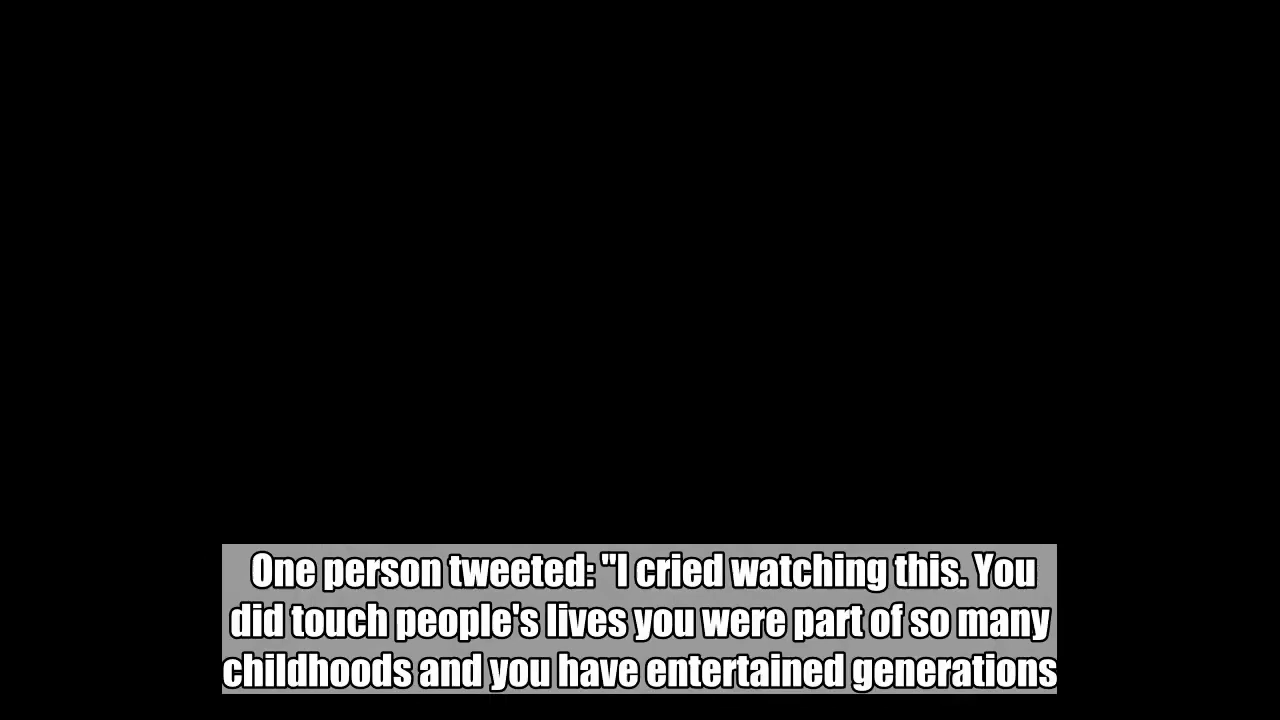 One person tweeted: "I cried watching this. You
did touch people's lives you were part of so many
childhoods and you have entertained generations